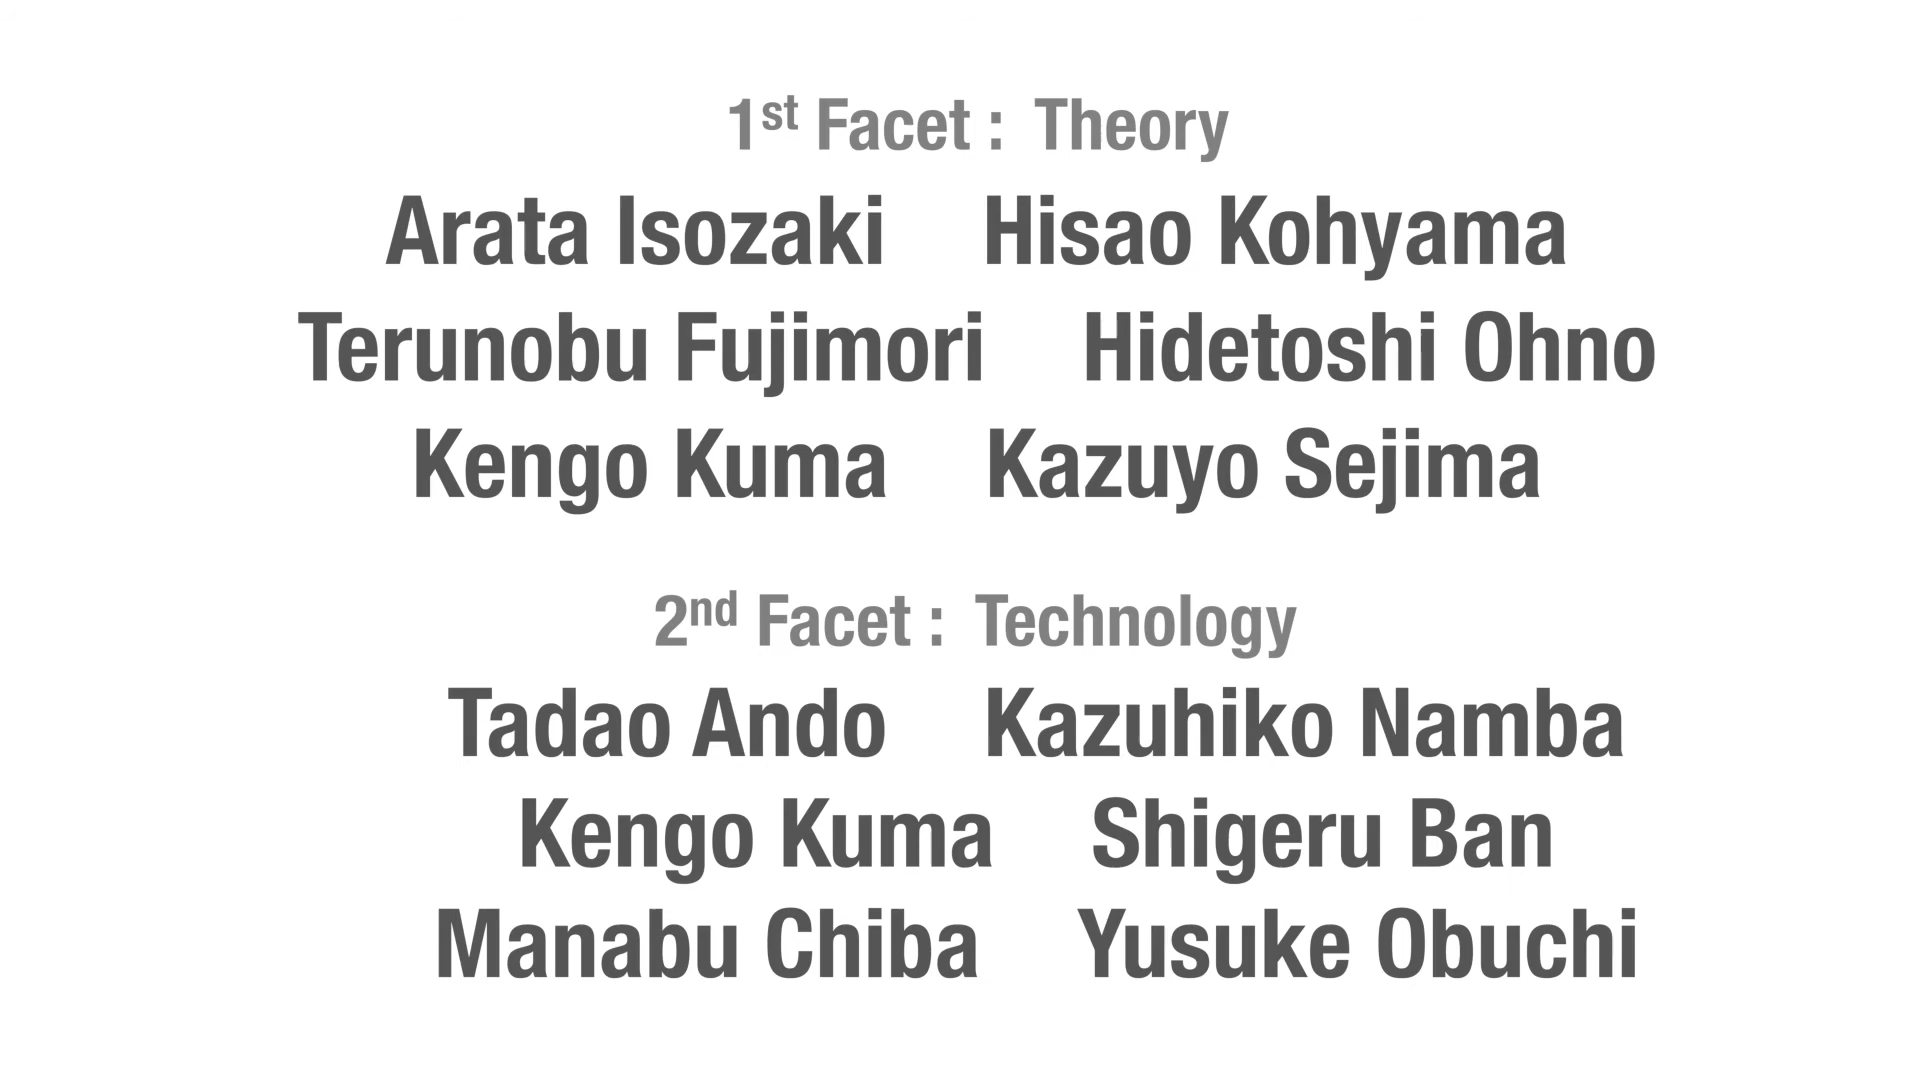 1st Facet : Theory
Arata Isozaki Hisao Kohyama
Terunobu Fujimori Hidetoshi Ohno
Kengo Kuma Kazuyo Sejima
2nd Facet : Technology
Tadao Ando Kazuhiko Namba
Kengo Kuma Shigeru Ban
Manabu Chiba Yusuke Obuchi